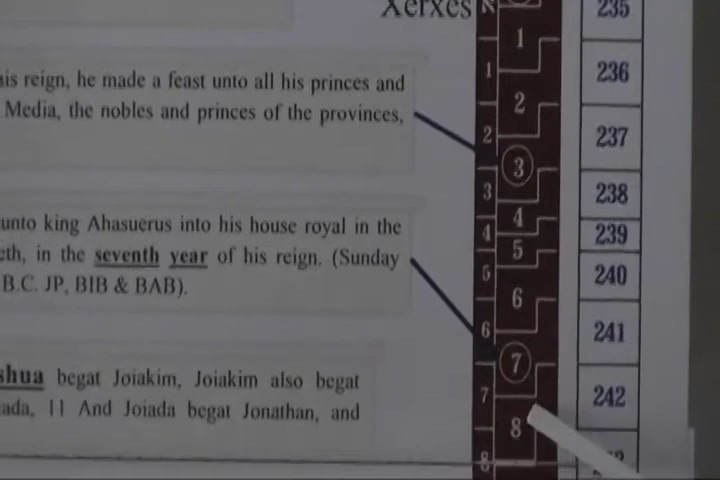 Xerxes
his reign, he made a feast unto all his princes and
Media, the nobles and princes of the provinces,
unto king Ahasuerus into his house royal in the
eth, in the seventh year of his reign. (Sunday
B.C. JP, BIB & BAB).
shua begat Joiakim, Joiakim also begat
ada, 11 And Joiada begat Jonathan, and
N
1
2
3
4
5
6
7
8
1
2
3
4
5
6
7
8
235
236
237
238
239
240
241
242